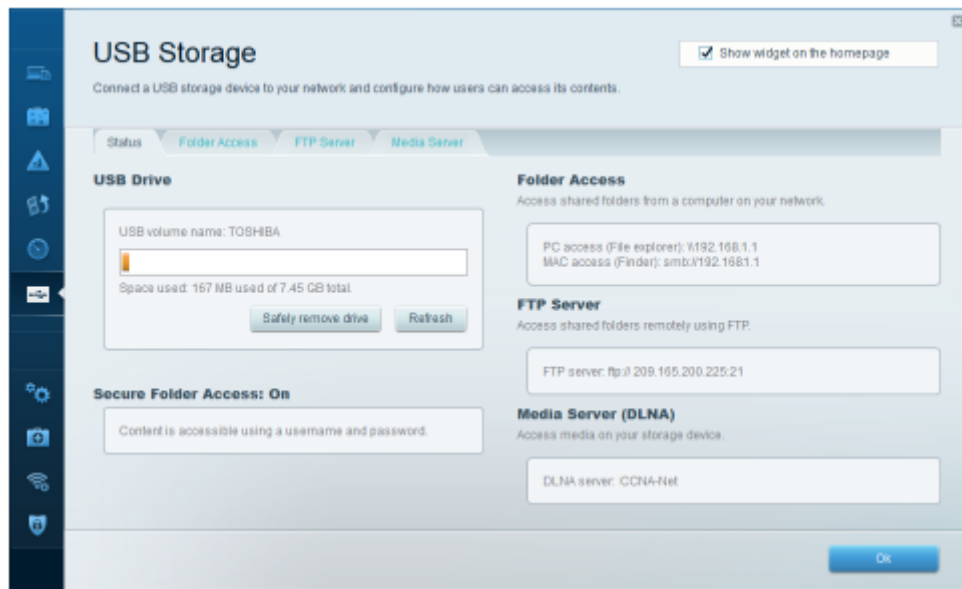 USB Storage
Show widget on the homepage
Connect a USB storage device to your network and configure how users can access its contents.
Status
Folder Access
FTP Server
Media Server
USB Drive
USB volume name: TOSHIBA
Space used: 167 MB used of 7.45 GB total.
Safely remove drive
Refresh
Secure Folder Access: On
Content is accessible using a username and password.
Folder Access
Access shared folders from a computer on your network.
PC access (File explorer): \\192.168.1.1
MAC access (Finder): smb://192.168.1.1
FTP Server
Access shared folders remotely using FTP.
FTP server: ftp:// 209.165.200.225:21
Media Server (DLNA)
Access media on your storage device.
DLNA server: CCNA-Net
Ok